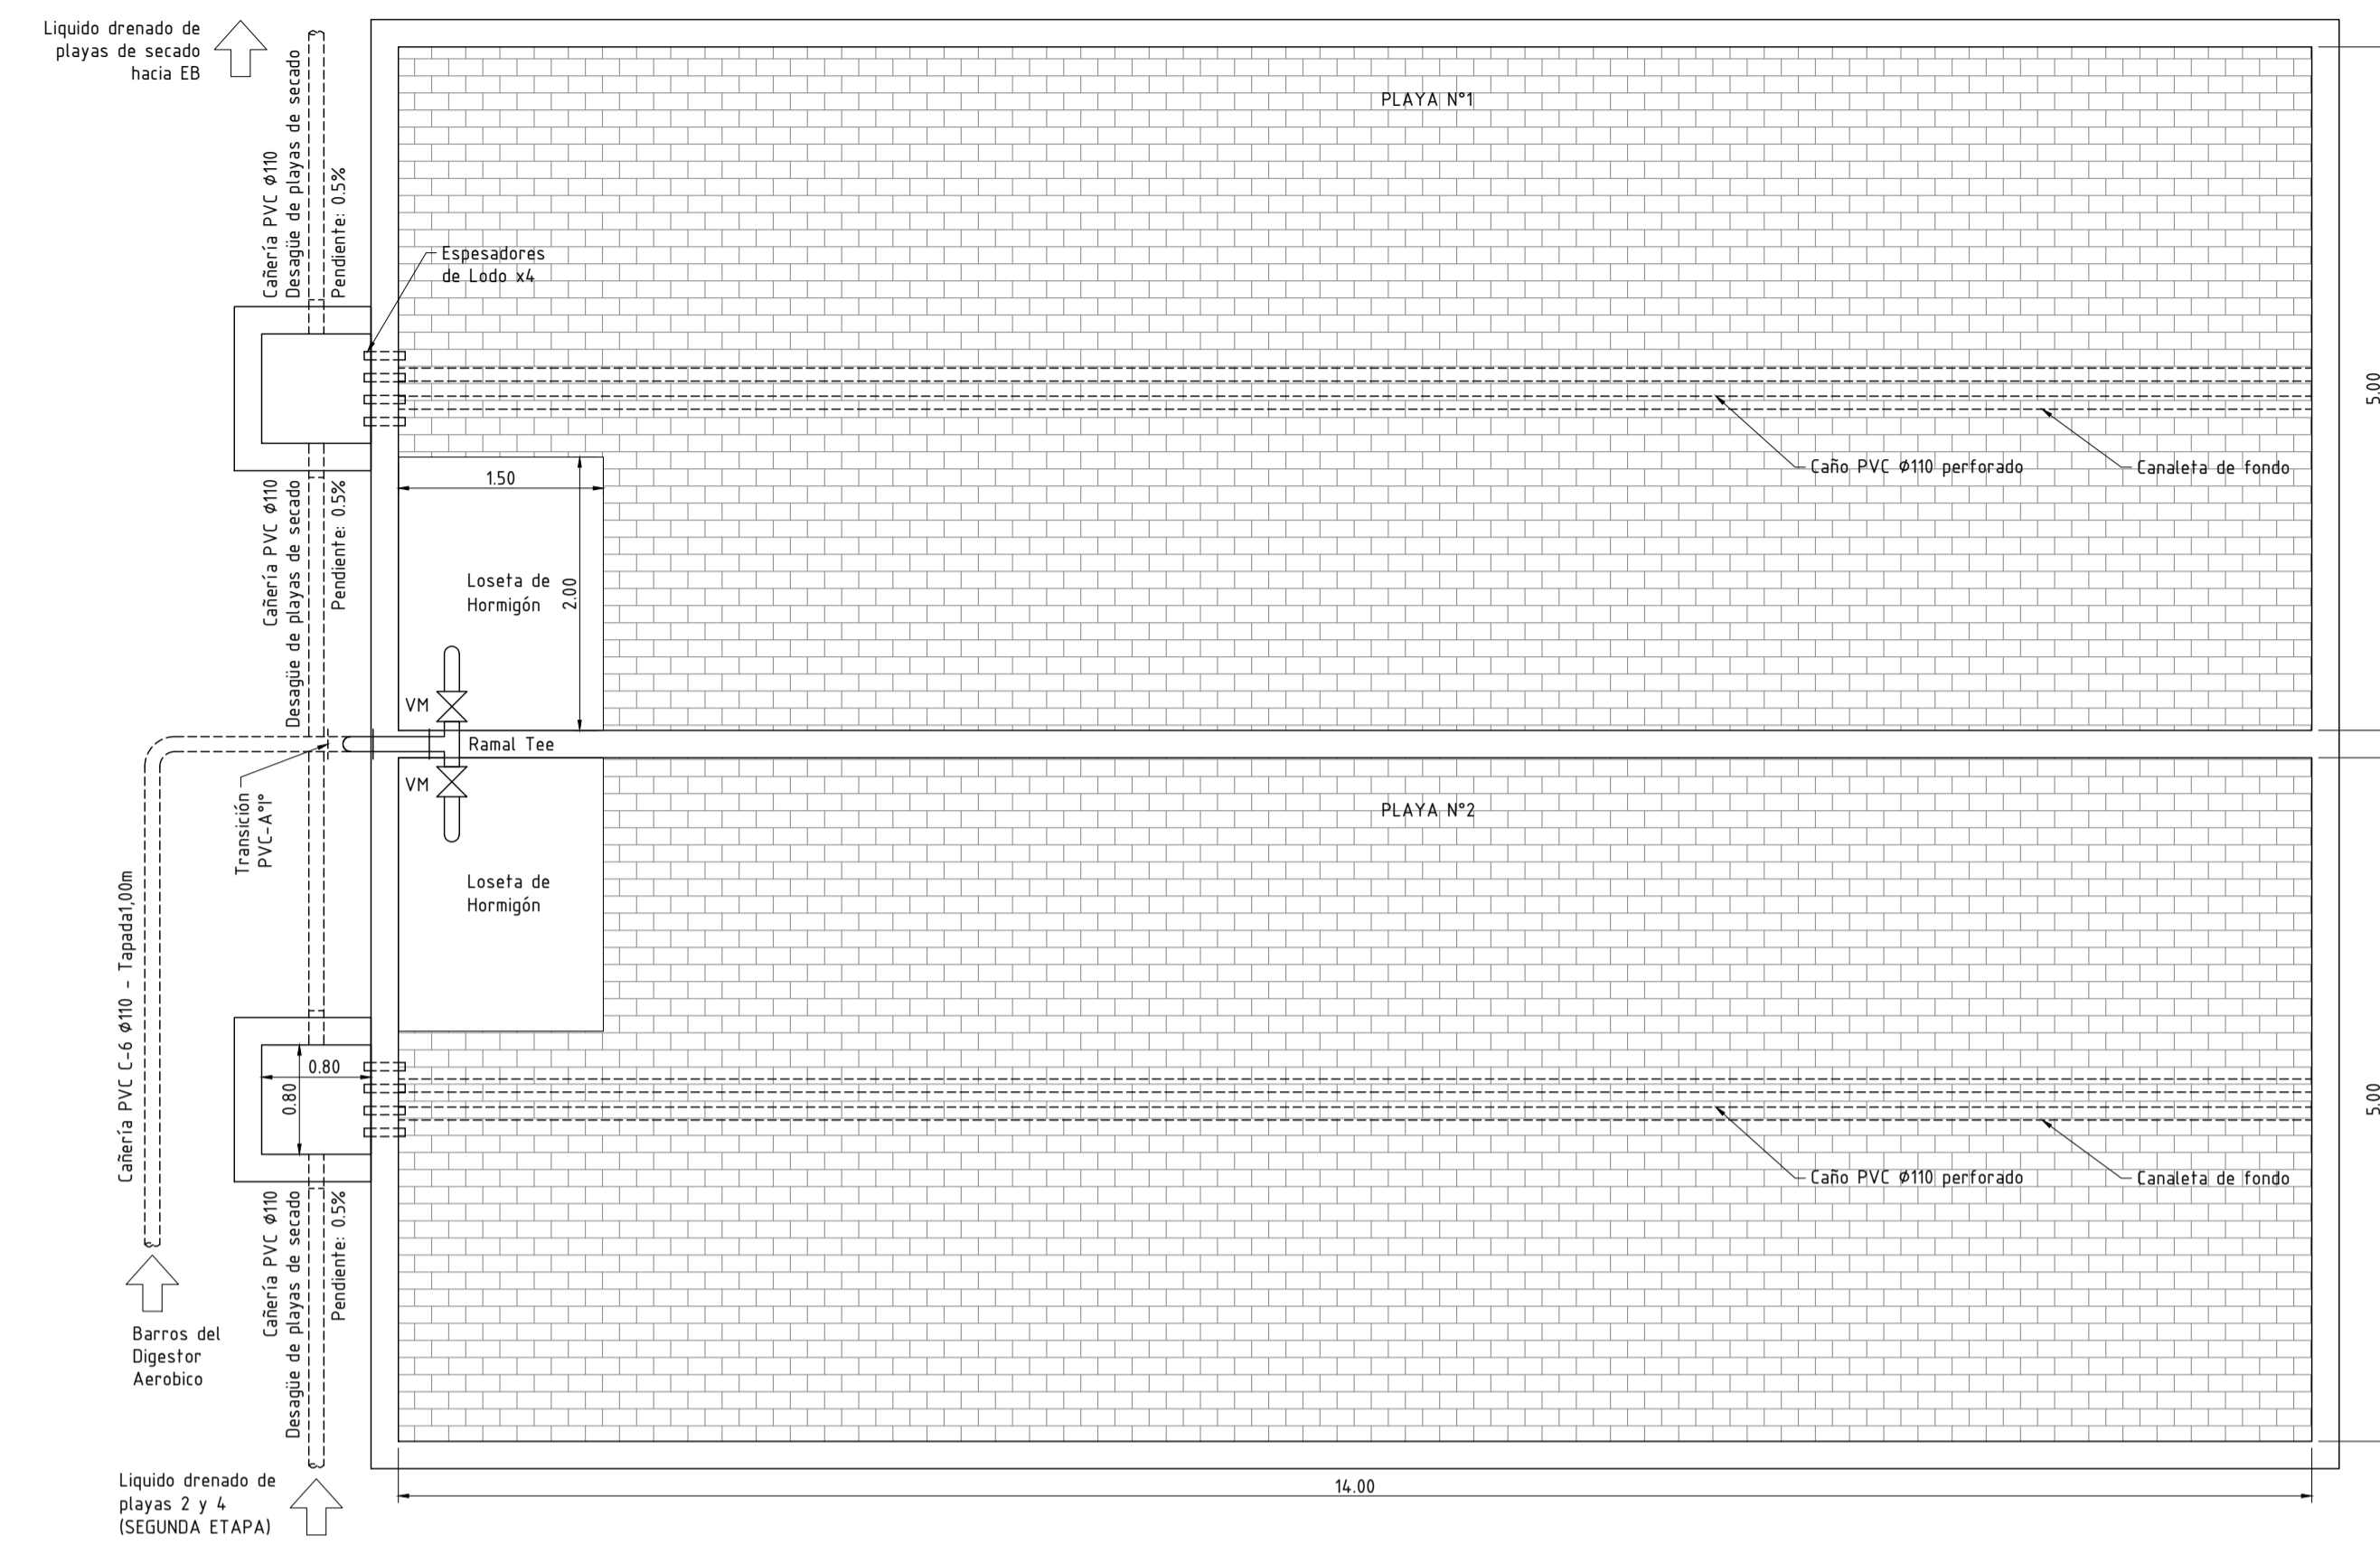 Liquido drenado de
playas de secado
hacia EB
Cañería PVC Ø110
Desagüe de playas de secado
Pendiente: 0.5%
PLAYA N°1
Espesadores
de Lodo x4
5.00
Caño PVC Ø110 perforado
Canaleta de fondo
1.50
Cañería PVC Ø110
Desagüe de playas de secado
Pendiente: 0.5%
Loseta de
Hormigón
2.00
VM
Ramal Tee
VM
Transición
PVC-A°I°
PLAYA N°2
Loseta de
Hormigón
Cañería PVC C-6 Ø110 - Tapada1,00m
0.80
0.80
5.00
Caño PVC Ø110 perforado
Canaleta de fondo
Cañería PVC Ø110
Desagüe de playas de secado
Pendiente: 0.5%
Barros del
Digestor
Aerobico
Liquido drenado de
playas 2 y 4
(SEGUNDA ETAPA)
14.00